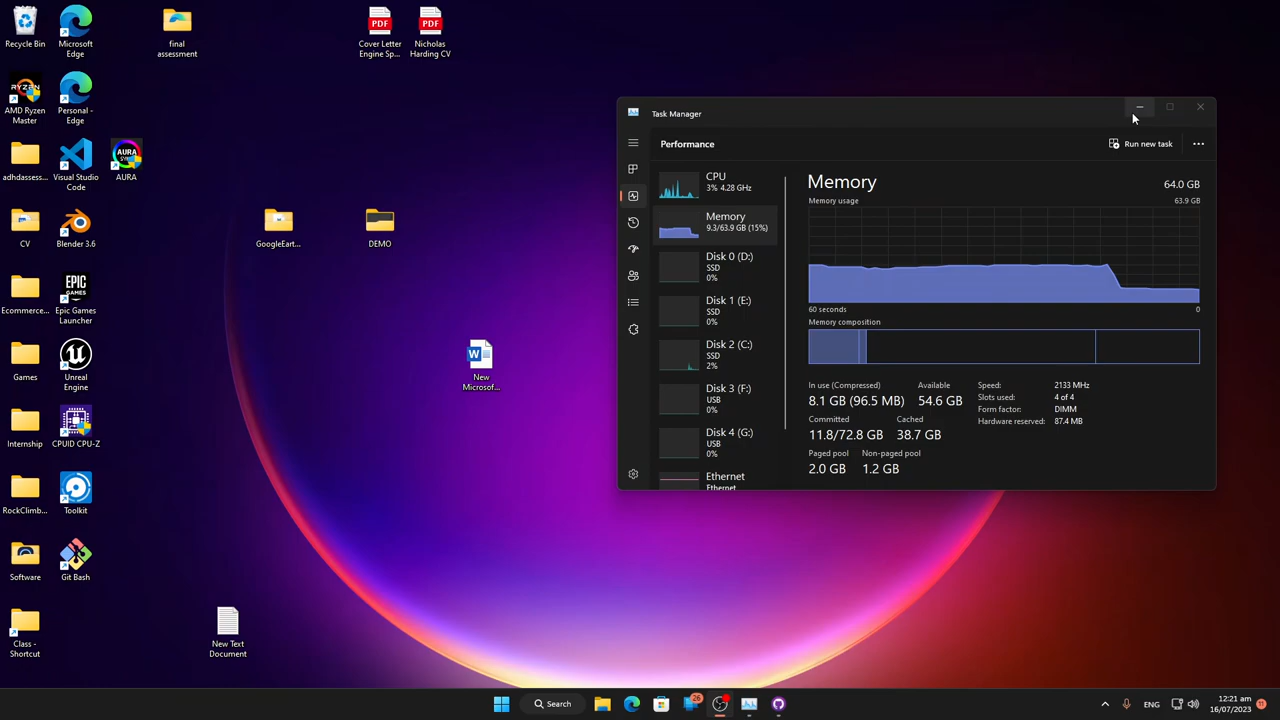 Recycle Bin
Microsoft
Edge
final
assessment
PDF
Cover Letter
Engine Sp...
PDF
Nicholas
Harding CV
RYZEN
AMD Ryzen
Master
Personal -
Edge
adhdassess...
Visual Studio
Code
AURA
AURA
CV
Blender 3.6
GoogleEart...
DEMO
Ecommerce...
EPIC
GAMES
Epic Games
Launcher
Games
Unreal
Engine
W
New
Microsof...
Internship
CPUID CPU-Z
RockClimb...
Toolkit
Software
Git Bash
Class -
Shortcut
New Text
Document
Task Manager
Performance
Run new task
CPU
3% 4.28 GHz
Memory
9.3/63.9 GB (15%)
Disk 0 (D:)
SSD
0%
Disk 1 (E:)
SSD
0%
Disk 2 (C:)
SSD
2%
Disk 3 (F:)
USB
0%
Disk 4 (G:)
USB
0%
Ethernet
Ethernet
Memory
64.0 GB
Memory usage
63.9 GB
60 seconds
0
Memory composition
In use (Compressed)
8.1 GB (96.5 MB)
Available
54.6 GB
Committed
11.8/72.8 GB
Cached
38.7 GB
Paged pool
2.0 GB
Non-paged pool
1.2 GB
Speed: 2133 MHz
Slots used: 4 of 4
Form factor: DIMM
Hardware reserved: 87.4 MB
Search
26
ENG
12:21 am
16/07/2023